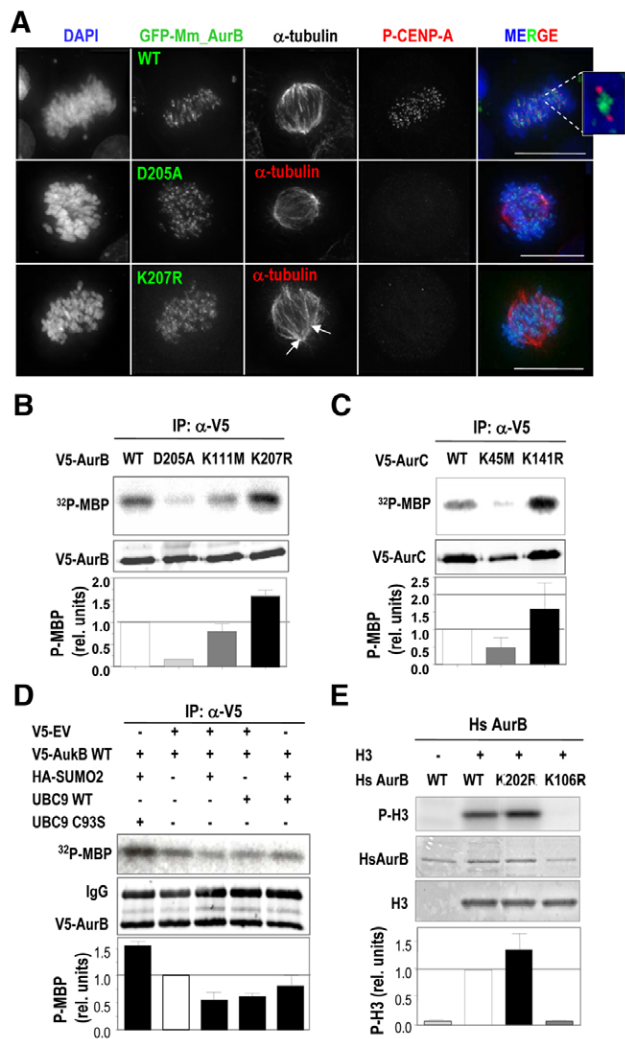 A
DAPI GFP-Mm_AurB α-tubulin P-CENP-A MERGE
WT
D205A α-tubulin
K207R α-tubulin
B
IP: α-V5
V5-AurB WT D205A K111M K207R
32P-MBP
V5-AurB
P-MBP
(rel. units)
2.0
1.5
1.0
0.5
0.0
C
IP: α-V5
V5-AurC WT K45M K141R
32P-MBP
V5-AurC
P-MBP
(rel. units)
2.5
2.0
1.5
1.0
0.5
0.0
D
IP: α-V5
V5-EV - + + + -
V5-AukB WT + + + + +
HA-SUMO2 + - + - +
UBC9 WT - - - + +
UBC9 C93S + - - - -
32P-MBP
IgG
V5-AurB
P-MBP
(rel. units)
1.5
1.0
0.5
0.0
E
Hs AurB
H3 - + + +
Hs AurB WT WT K202R K106R
P-H3
HsAurB
H3
P-H3 (rel. units)
1.5
1.0
0.5
0.0